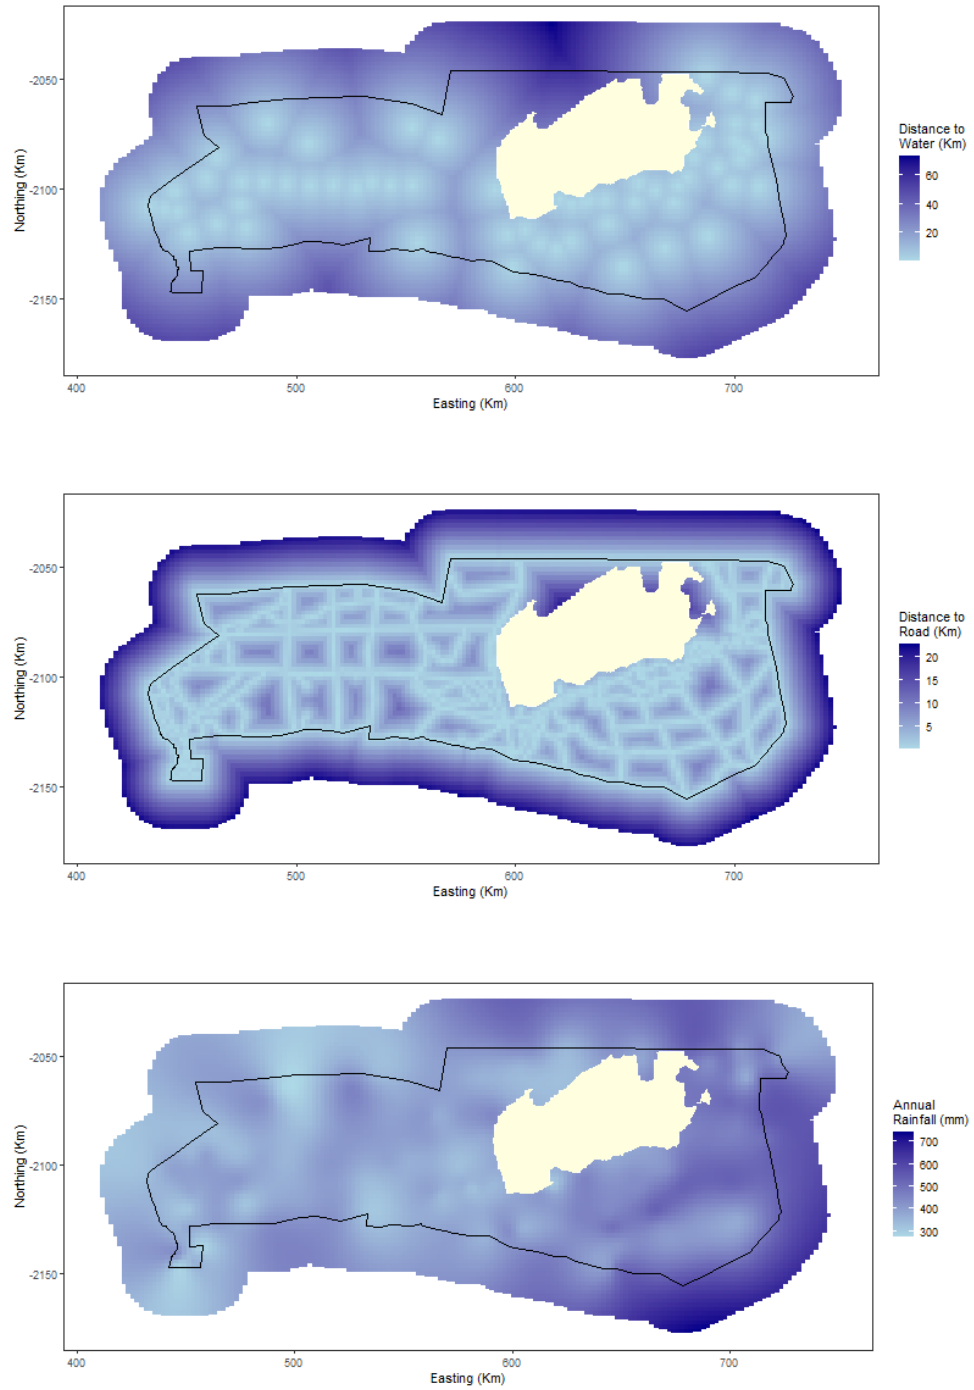 -2050
-2100
-2150
Northing (Km)
400
500
600
700
Easting (Km)
Distance to
Water (Km)
60
40
20
-2050
-2100
-2150
Northing (Km)
400
500
600
700
Easting (Km)
Distance to
Road (Km)
20
15
10
5
-2050
-2100
-2150
Northing (Km)
400
500
600
700
Easting (Km)
Annual
Rainfall (mm)
700
600
500
400
300